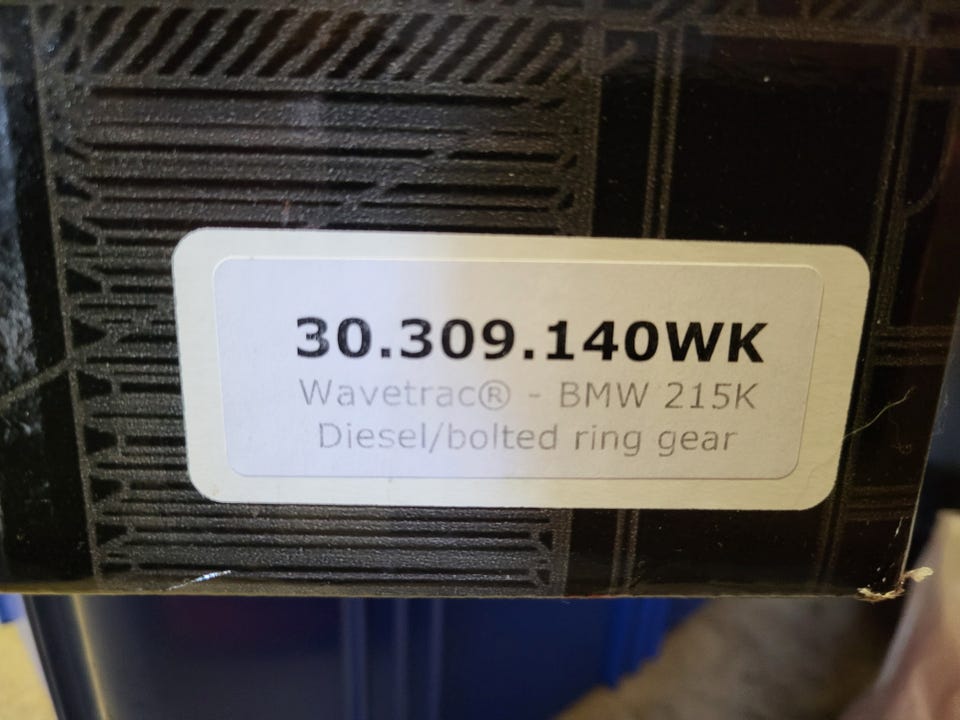 30.309.140WK
Wavetrac® - BMW 215K
Diesel/bolted ring gear